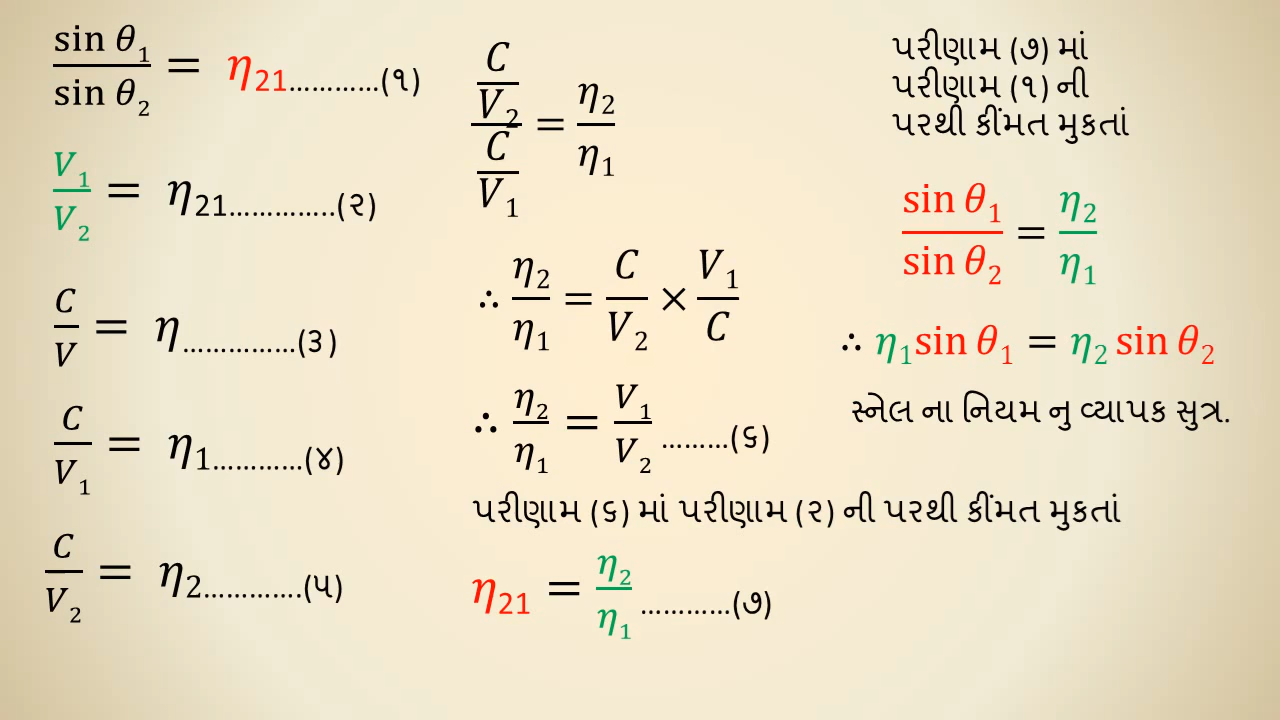 sin θ₁ / sin θ₂ = η₂₁............(૧)
V₁ / V₂ = η₂₁..............(૨)
C / V = η...............(૩)
C / V₁ = η₁............(૪)
C / V₂ = η₂.............(૫)
(C / V₂) / (C / V₁) = η₂ / η₁
∴ η₂ / η₁ = C / V₂ × V₁ / C
∴ η₂ / η₁ = V₁ / V₂ .........(૬)
પરીણામ (૬) માં પરીણામ (૨) ની પરથી કીંમત મુકતાં
η₂₁ = η₂ / η₁ ............(૭)
પરીણામ (૭) માં
પરીણામ (૧) ની
પરથી કીંમત મુકતાં
sin θ₁ / sin θ₂ = η₂ / η₁
∴ η₁sin θ₁ = η₂ sin θ₂
સ્નેલ ના નિયમ નુ વ્યાપક સુત્ર.